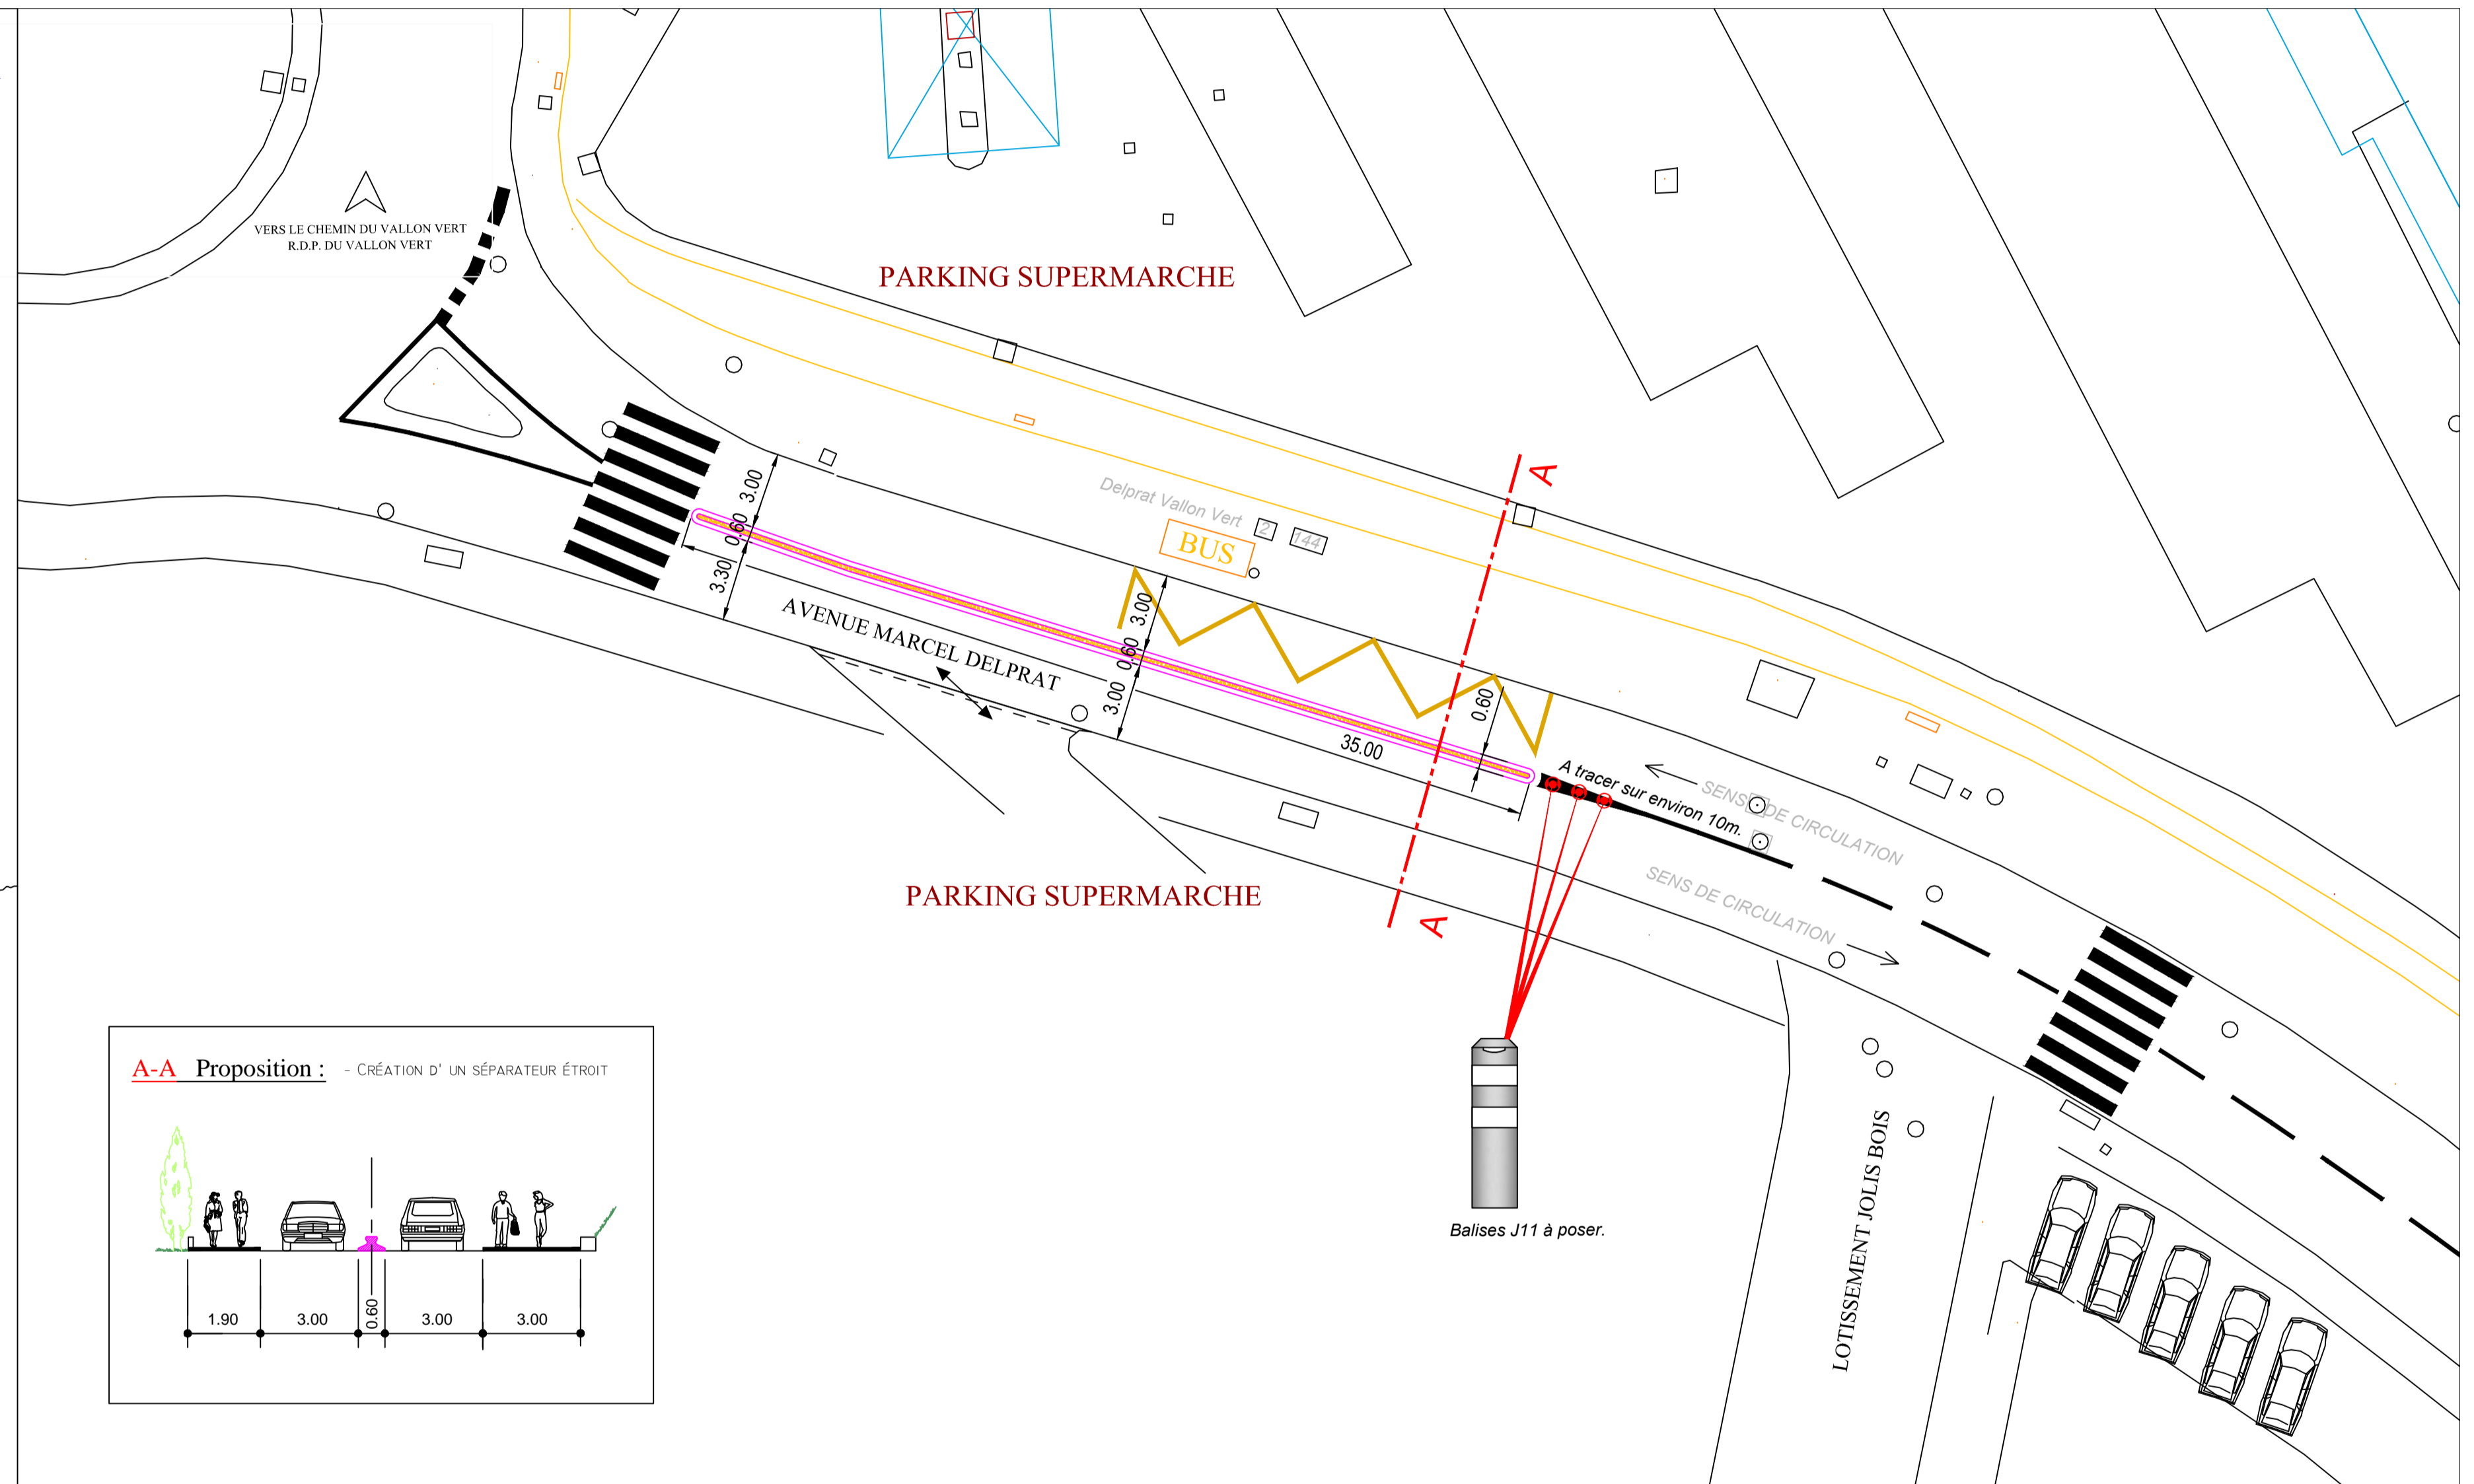 VERS LE CHEMIN DU VALLON VERT
R.D.P. DU VALLON VERT
PARKING SUPERMARCHE
A
3.00
0.60
3.30
Delprat Vallon Vert
2
144
BUS
AVENUE MARCEL DELPRAT
3.00
0.60
3.00
0.60
35.00
A tracer sur environ 10m.
SENS DE CIRCULATION
SENS DE CIRCULATION
PARKING SUPERMARCHE
A
A-A Proposition : - CRÉATION D' UN SÉPARATEUR ÉTROIT
1.90
3.00
0.60
3.00
3.00
Balises J11 à poser.
LOTISSEMENT JOLIS BOIS